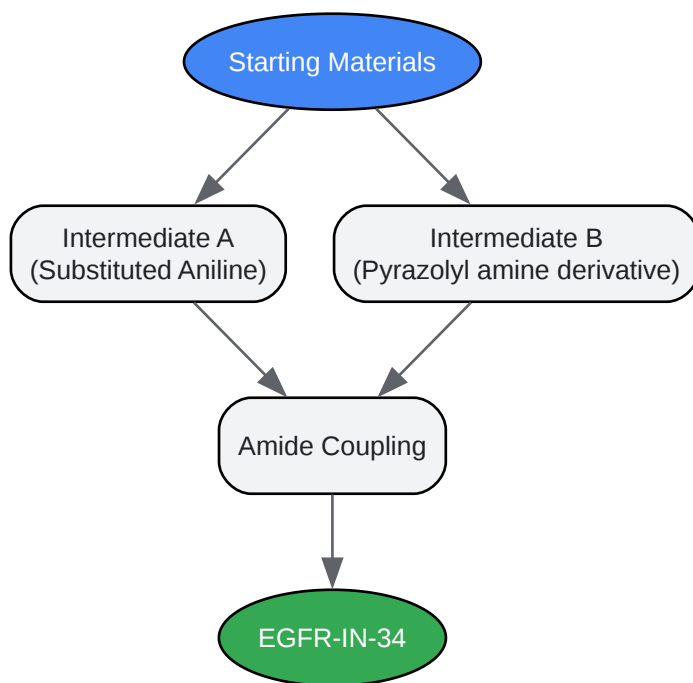 Starting Materials
Intermediate A
(Substituted Aniline)
Intermediate B
(Pyrazolyl amine derivative)
Amide Coupling
EGFR-IN-34